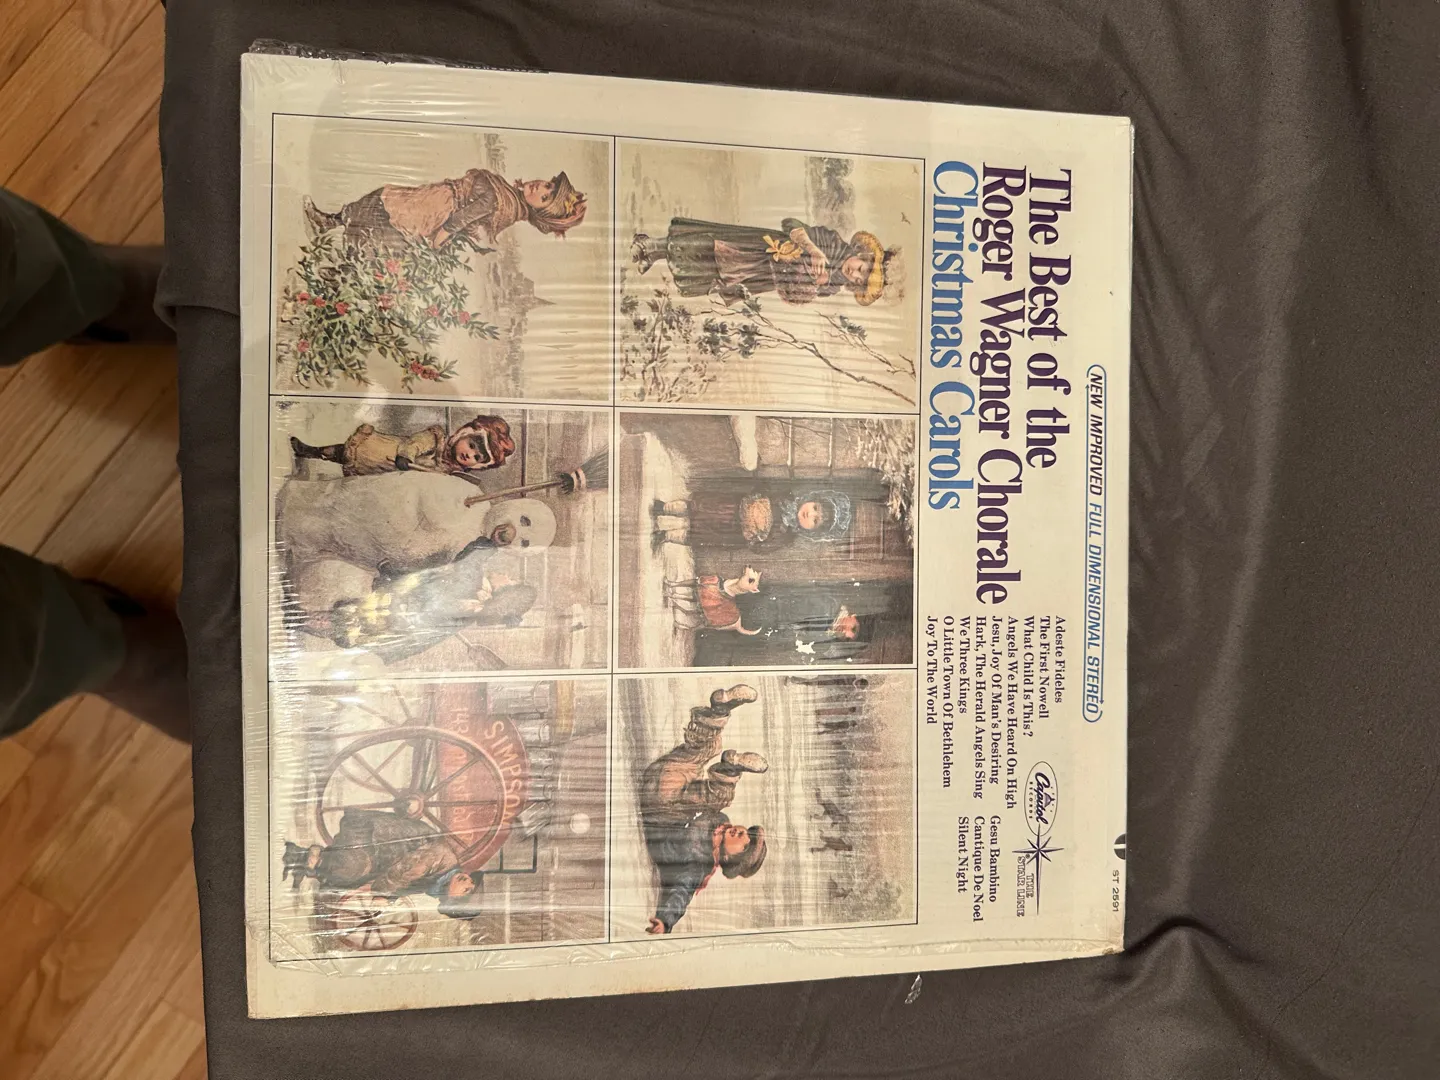 NEW IMPROVED FULL DIMENSIONAL STEREO
ST 2591
The Best of the
Roger Wagner Chorale
Christmas Carols
Adeste Fideles
The First Nowell
What Child Is This?
Angels We Have Heard On High
Jesu, Joy Of Man's Desiring
Hark, The Herald Angels Sing
We Three Kings
O Little Town Of Bethlehem
Joy To The World
Gesu Bambino
Cantique De Noel
Silent Night
Capitol
RECORDS
THE
STAR LINE
SIMPSON